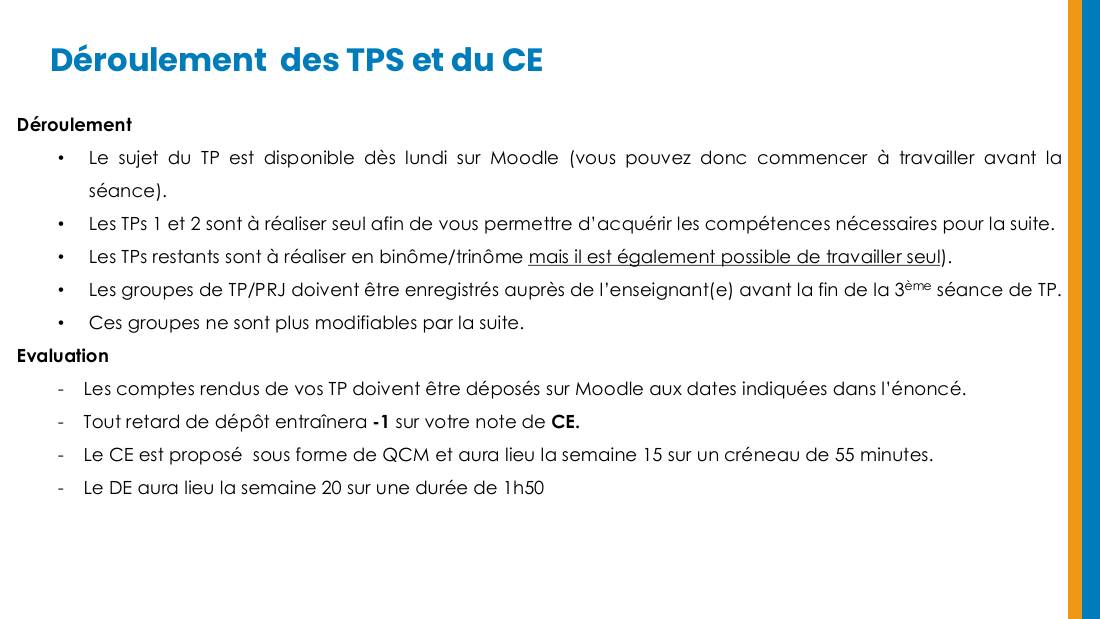 Déroulement  des TPS et du CE
Déroulement
• Le sujet du TP est disponible dès lundi sur Moodle (vous pouvez donc commencer à travailler avant la
séance).
• Les TPs 1 et 2 sont à réaliser seul afin de vous permettre d’acquérir les compétences nécessaires pour la suite.
• Les TPs restants sont à réaliser en binôme/trinôme mais il est également possible de travailler seul).
• Les groupes de TP/PRJ doivent être enregistrés auprès de l’enseignant(e) avant la fin de la 3ème séance de TP.
• Ces groupes ne sont plus modifiables par la suite.
Evaluation
- Les comptes rendus de vos TP doivent être déposés sur Moodle aux dates indiquées dans l’énoncé.
- Tout retard de dépôt entraînera -1 sur votre note de CE.
- Le CE est proposé  sous forme de QCM et aura lieu la semaine 15 sur un créneau de 55 minutes.
- Le DE aura lieu la semaine 20 sur une durée de 1h50